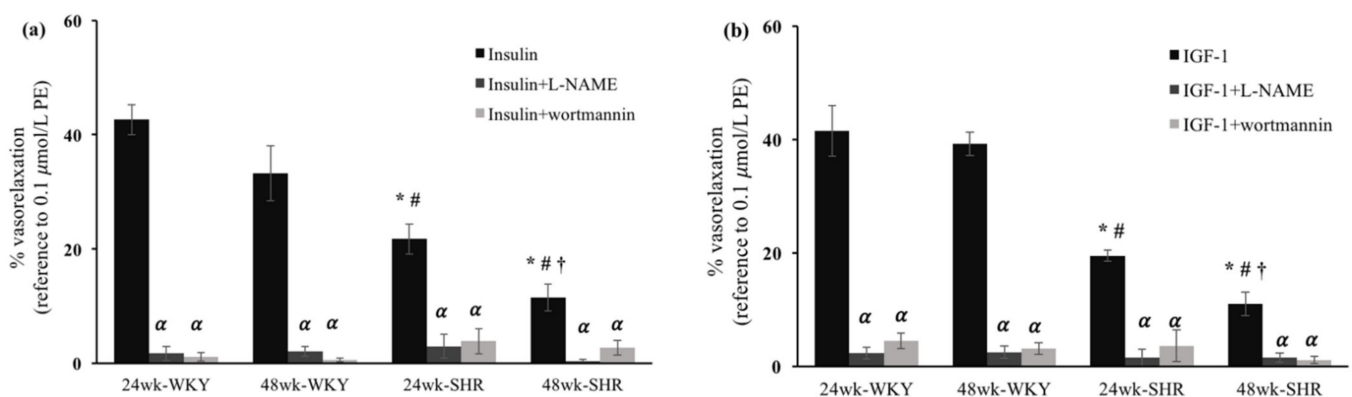 (a)
60
40
20
0
% vasorelaxation
(reference to 0.1 μmol/L PE)
Insulin
Insulin+L-NAME
Insulin+wortmannin
* #
* # †
α α
α α
α α
α α
24wk-WKY 48wk-WKY 24wk-SHR 48wk-SHR
(b)
60
40
20
0
% vasorelaxation
(reference to 0.1 μmol/L PE)
IGF-1
IGF-1+L-NAME
IGF-1+wortmannin
* #
* # †
α α
α α
α α
α α
24wk-WKY 48wk-WKY 24wk-SHR 48wk-SHR